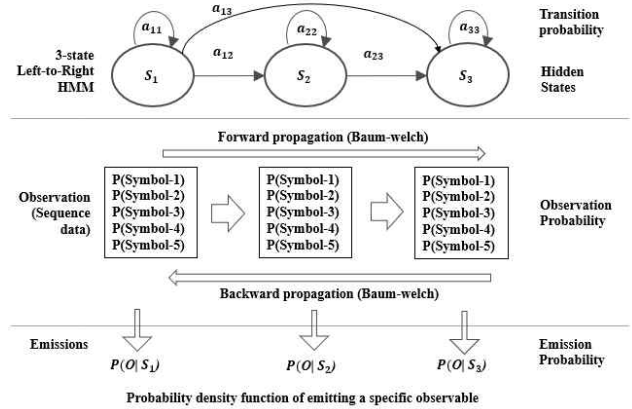 a₁₃
Transition
probability
a₁₁
a₂₂
a₃₃
3-state
Left-to-Right
HMM
a₁₂
a₂₃
S₁
S₂
S₃
Hidden
States
Forward propagation (Baum-welch)
Observation
(Sequence
data)
P(Symbol-1)
P(Symbol-2)
P(Symbol-3)
P(Symbol-4)
P(Symbol-5)
P(Symbol-1)
P(Symbol-2)
P(Symbol-3)
P(Symbol-4)
P(Symbol-5)
P(Symbol-1)
P(Symbol-2)
P(Symbol-3)
P(Symbol-4)
P(Symbol-5)
Observation
Probability
Backward propagation (Baum-welch)
Emissions
P(O| S₁)
P(O| S₂)
P(O| S₃)
Emission
Probability
Probability density function of emitting a specific observable